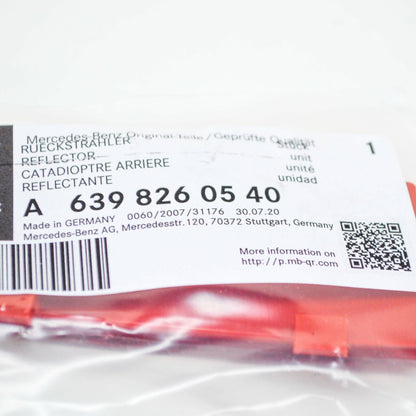 Mercedes-Benz Original-Teile / Geprüfte Qualität
RUECKSTRAHLER Stück 1
REFLECTOR unit
CATADIOPTRE ARRIERE unité
REFLECTANTE unidad
A 639 826 05 40
Made in GERMANY 0060/2007/31176 30.07.20
Mercedes-Benz AG, Mercedesstr.120, 70372 Stuttgart, Germany
More information on
http://p.mb-qr.com